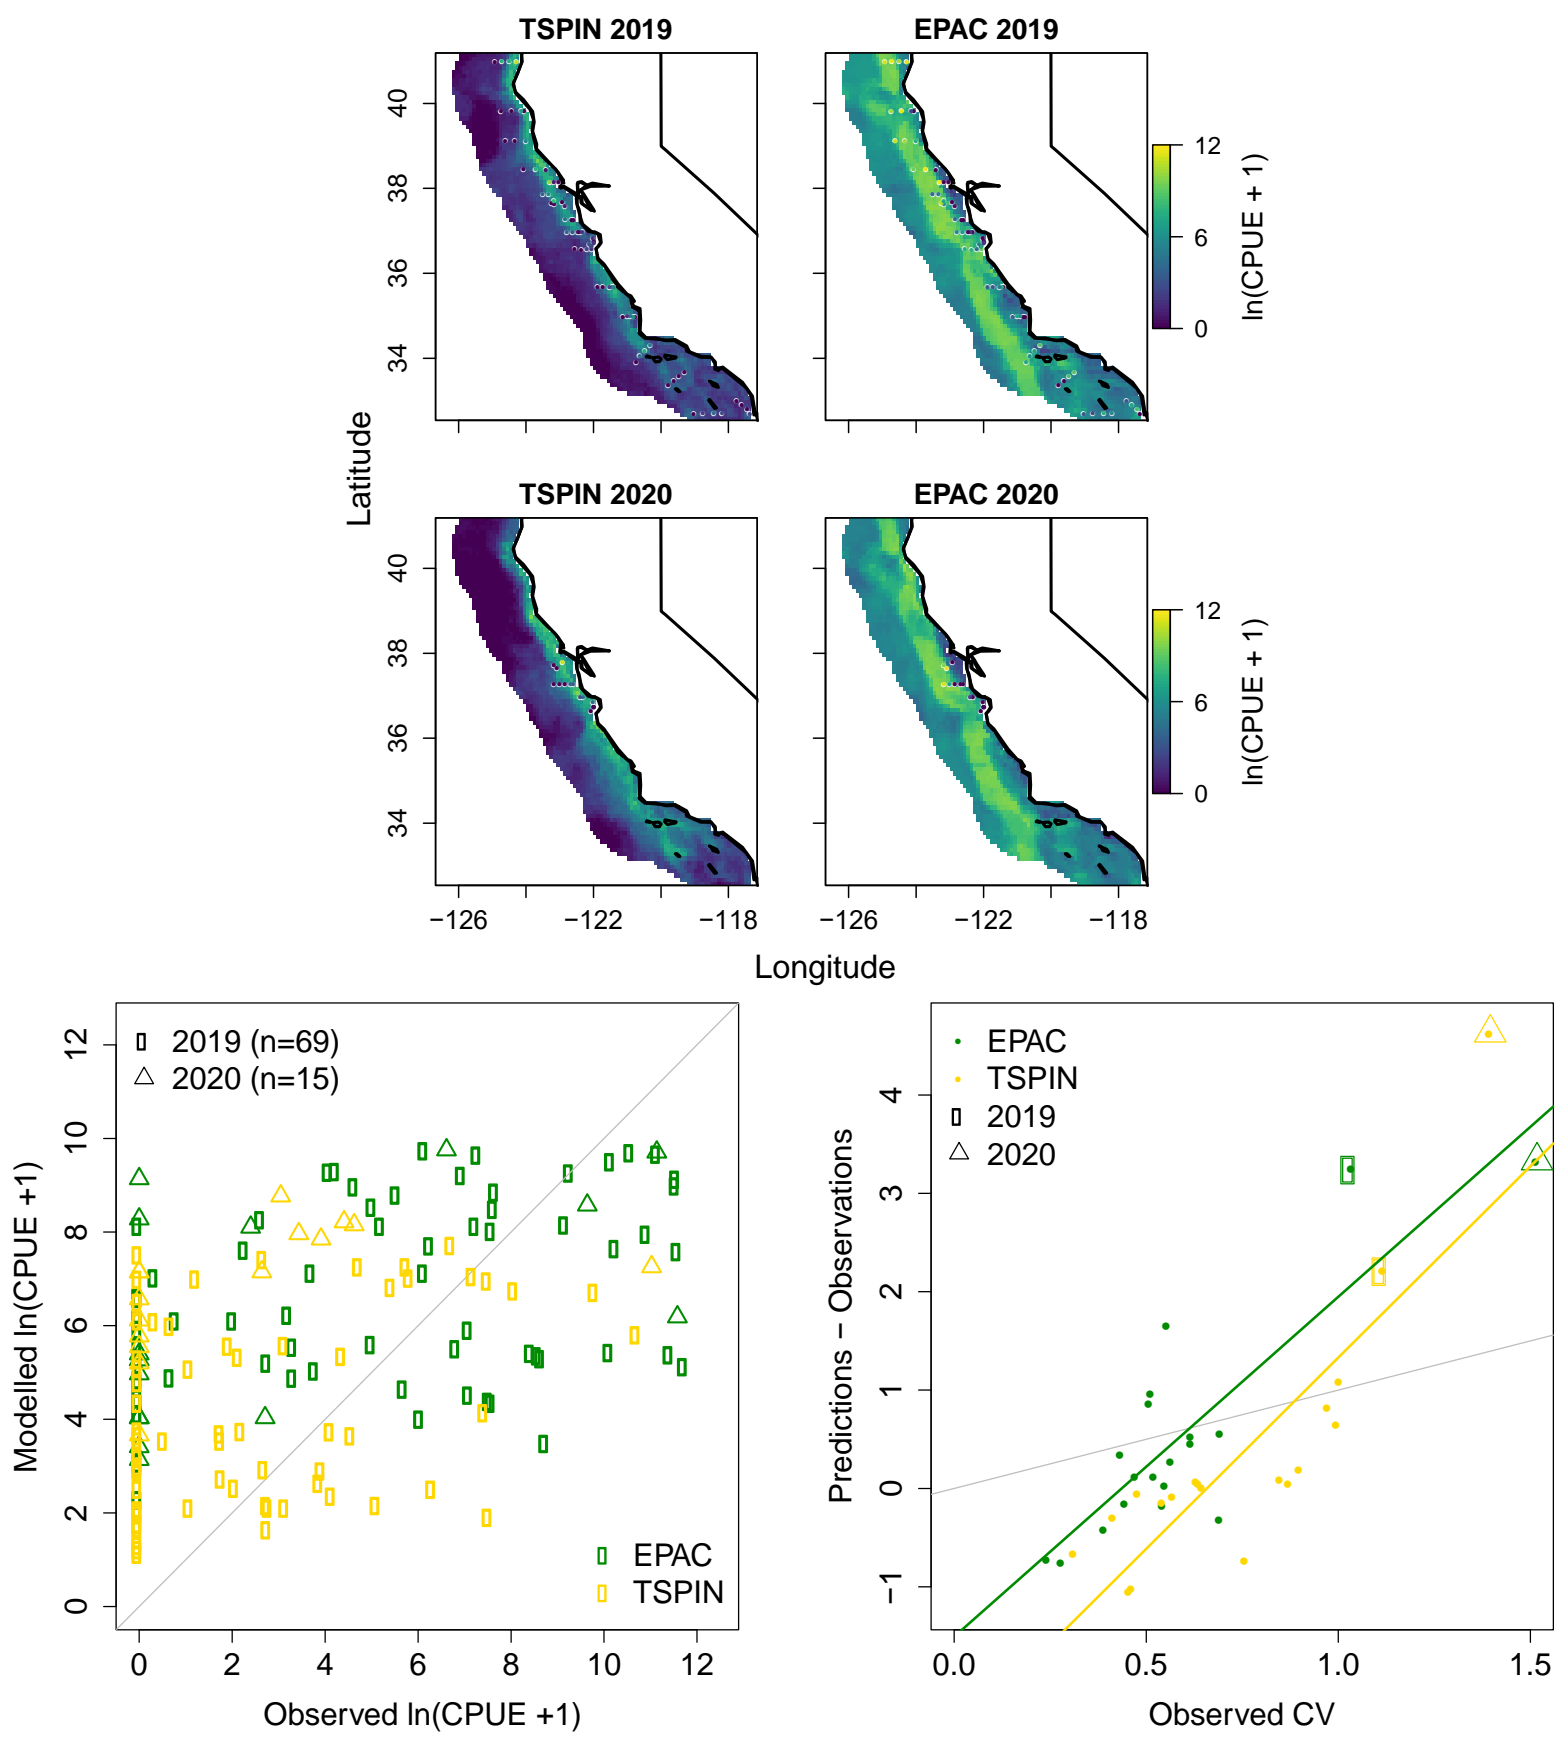 TSPIN 2019
EPAC 2019
40
38
36
34
12
6
0
ln(CPUE + 1)
Latitude
TSPIN 2020
EPAC 2020
40
38
36
34
12
6
0
ln(CPUE + 1)
−126
−122
−118
−126
−122
−118
Longitude
2019 (n=69)
2020 (n=15)
EPAC
TSPIN
12
10
8
6
4
2
0
Modelled ln(CPUE +1)
0
2
4
6
8
10
12
Observed ln(CPUE +1)
EPAC
TSPIN
2019
2020
4
3
2
1
0
−1
Predictions − Observations
0.0
0.5
1.0
1.5
Observed CV